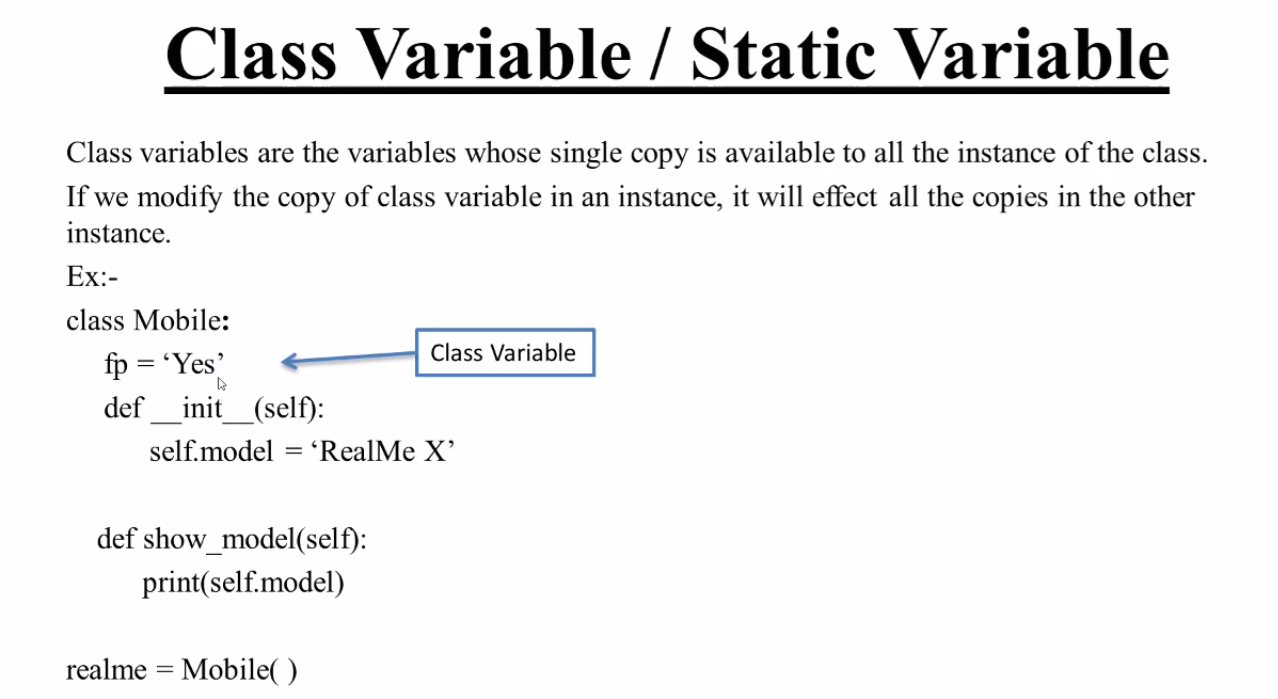 Class Variable / Static Variable
Class variables are the variables whose single copy is available to all the instance of the class.
If we modify the copy of class variable in an instance, it will effect all the copies in the other
instance.
Ex:-
class Mobile:
fp = ‘Yes’
Class Variable
def __init__(self):
self.model = ‘RealMe X’
def show_model(self):
print(self.model)
realme = Mobile( )